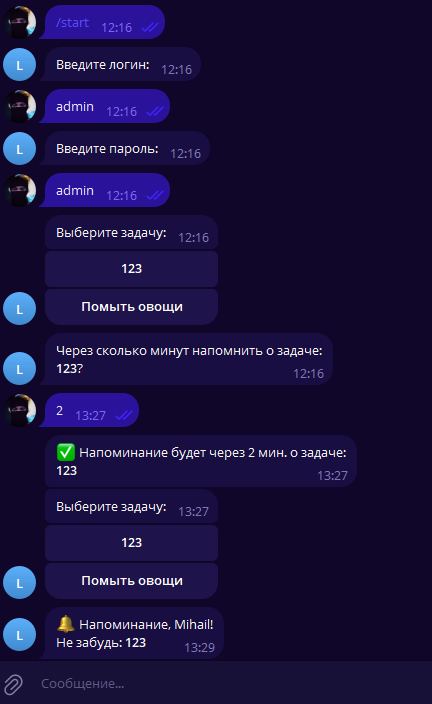 /start 12:16
L
Введите логин: 12:16
admin 12:16
L
Введите пароль: 12:16
admin 12:16
Выберите задачу: 12:16
123
L
Помыть овощи
Через сколько минут напомнить о задаче:
L
123? 12:16
2 13:27
✅ Напоминание будет через 2 мин. о задаче:
123 13:27
Выберите задачу: 13:27
123
L
Помыть овощи
🔔 Напоминание, Mihail!
L
Не забудь: 123 13:29
Сообщение...